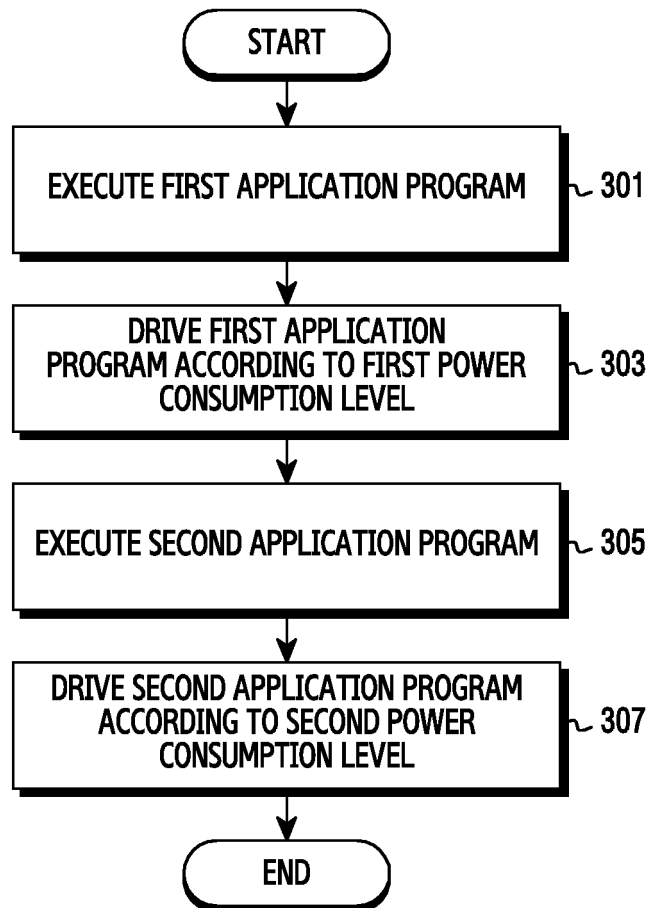 START
EXECUTE FIRST APPLICATION PROGRAM
301
DRIVE FIRST APPLICATION
PROGRAM ACCORDING TO FIRST POWER
CONSUMPTION LEVEL
303
EXECUTE SECOND APPLICATION PROGRAM
305
DRIVE SECOND APPLICATION PROGRAM
ACCORDING TO SECOND POWER
CONSUMPTION LEVEL
307
END